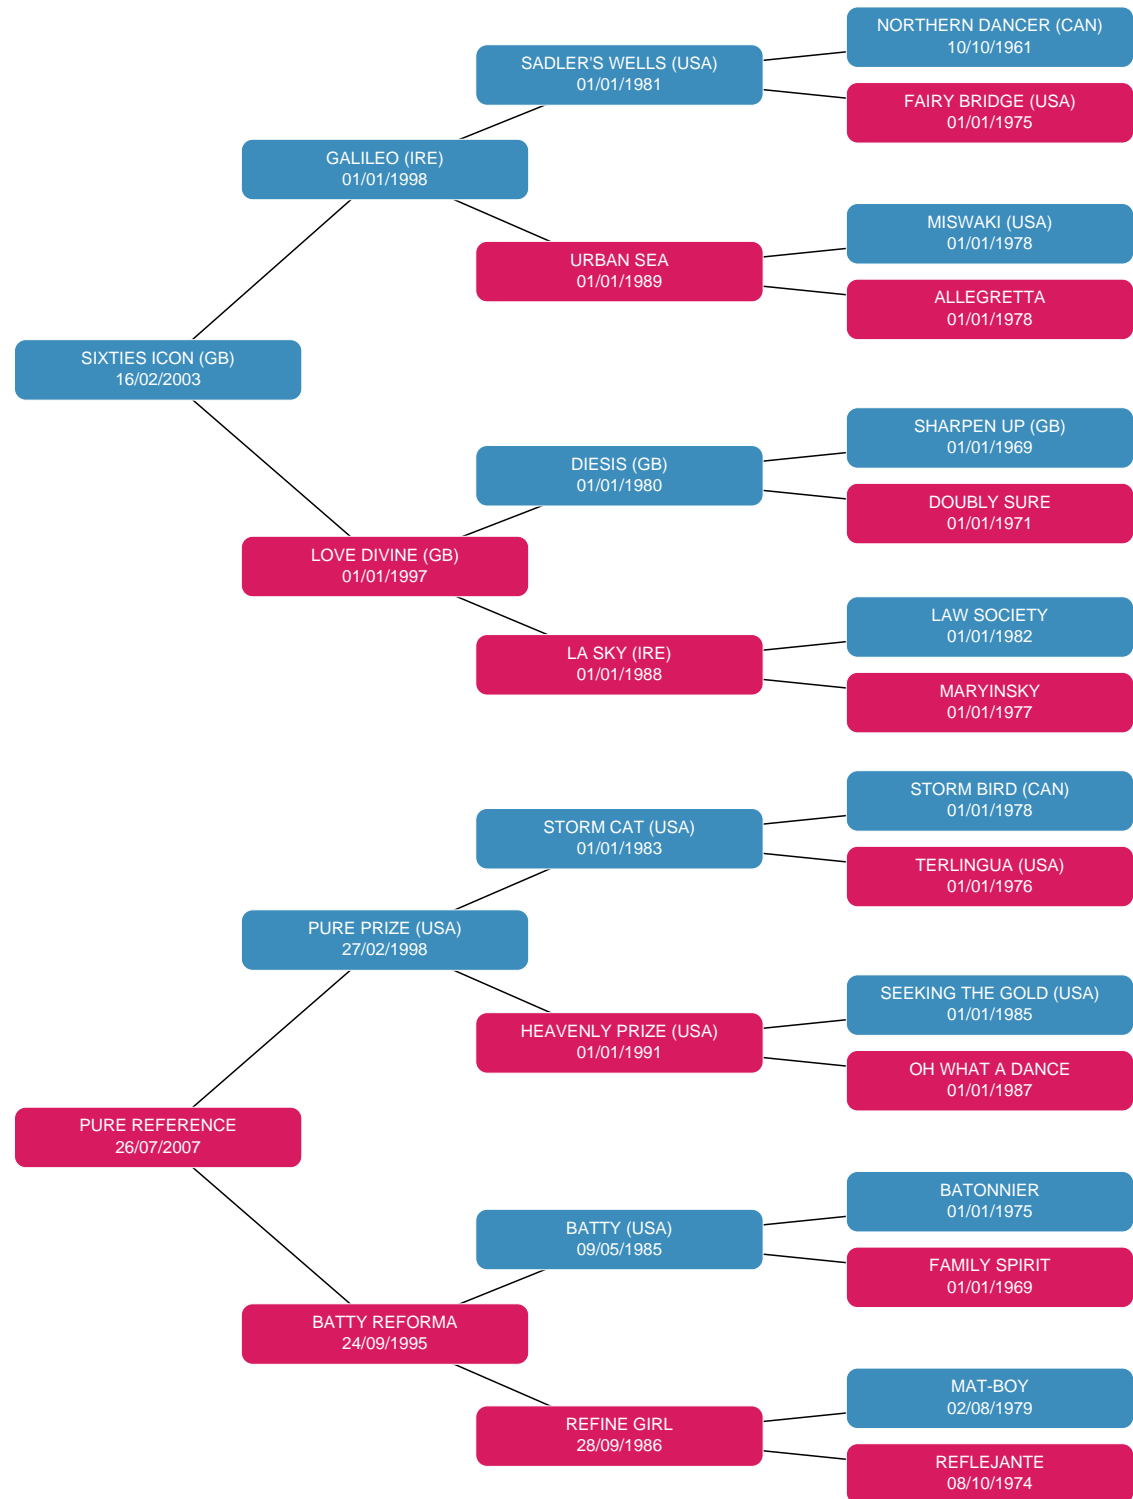 NORTHERN DANCER (CAN)
10/10/1961
SADLER'S WELLS (USA)
01/01/1981
FAIRY BRIDGE (USA)
01/01/1975
GALILEO (IRE)
01/01/1998
MISWAKI (USA)
01/01/1978
URBAN SEA
01/01/1989
ALLEGRETTA
01/01/1978
SIXTIES ICON (GB)
16/02/2003
SHARPEN UP (GB)
01/01/1969
DIESIS (GB)
01/01/1980
DOUBLY SURE
01/01/1971
LOVE DIVINE (GB)
01/01/1997
LAW SOCIETY
01/01/1982
LA SKY (IRE)
01/01/1988
MARYINSKY
01/01/1977
STORM BIRD (CAN)
01/01/1978
STORM CAT (USA)
01/01/1983
TERLINGUA (USA)
01/01/1976
PURE PRIZE (USA)
27/02/1998
SEEKING THE GOLD (USA)
01/01/1985
HEAVENLY PRIZE (USA)
01/01/1991
OH WHAT A DANCE
01/01/1987
PURE REFERENCE
26/07/2007
BATONNIER
01/01/1975
BATTY (USA)
09/05/1985
FAMILY SPIRIT
01/01/1969
BATTY REFORMA
24/09/1995
MAT-BOY
02/08/1979
REFINE GIRL
28/09/1986
REFLEJANTE
08/10/1974